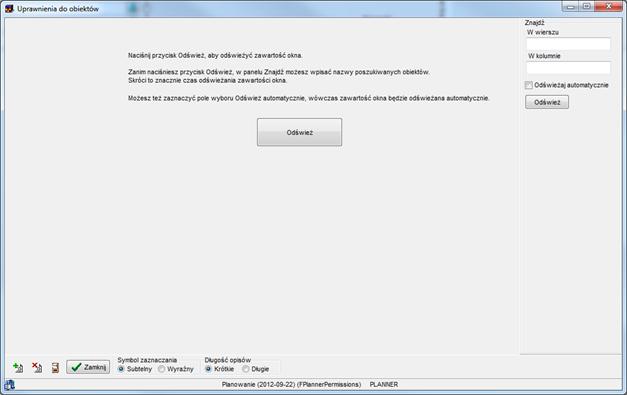 Uprawnienia do obiektów
Naciśnij przycisk Odśwież, aby odświeżyć zawartość okna.
Zanim naciśniesz przycisk Odśwież, w panelu Znajdź możesz wpisać nazwy poszukiwanych obiektów.
Skróci to znacznie czas odświeżania zawartości okna.
Możesz też zaznaczyć pole wyboru Odśwież automatycznie, wówczas zawartość okna będzie odświeżana automatycznie.
Odśwież
Znajdź
W wierszu
W kolumnie
Odświeżaj automatycznie
Odśwież
Zamknij
Symbol zaznaczania
Subtelny Wyraźny
Długość opisów
Krótkie Długie
Planowanie (2012-09-22) (FPlannerPermissions) PLANNER